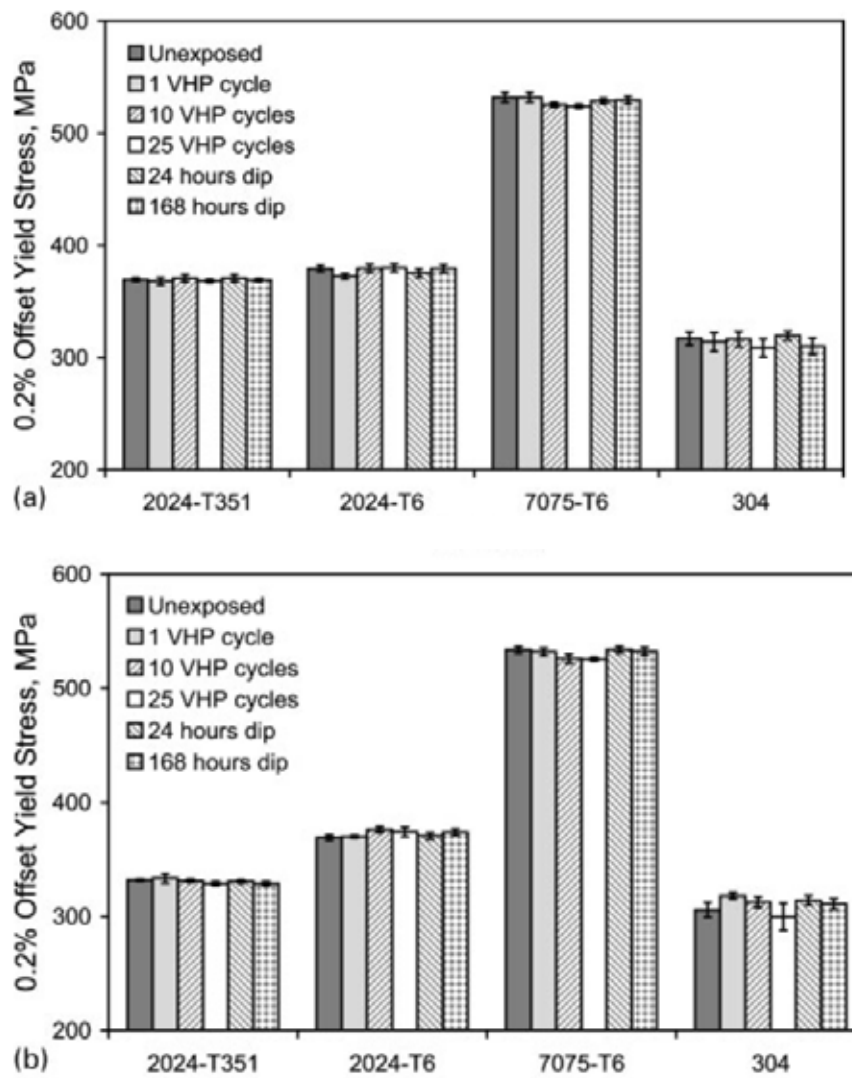 600
Unexposed
1 VHP cycle
10 VHP cycles
25 VHP cycles
24 hours dip
168 hours dip
500
400
300
200
0.2% Offset Yield Stress, MPa
(a)
2024-T351 2024-T6 7075-T6 304
600
Unexposed
1 VHP cycle
10 VHP cycles
25 VHP cycles
24 hours dip
168 hours dip
500
400
300
200
0.2% Offset Yield Stress, MPa
(b)
2024-T351 2024-T6 7075-T6 304